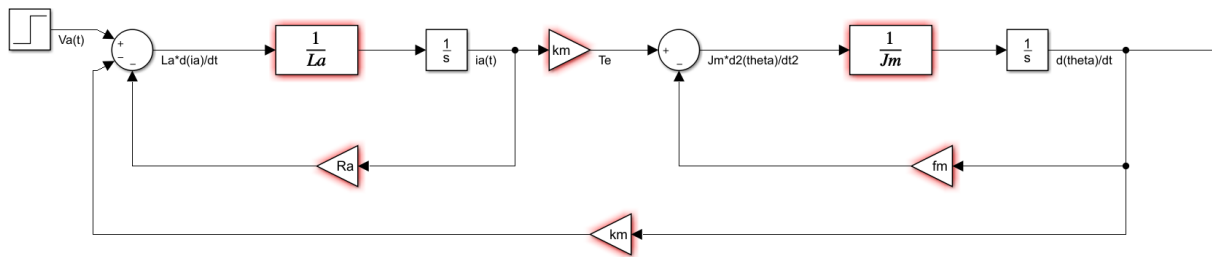 Va(t)
+
−
−
La*d(ia)/dt
1
La
1
s
ia(t)
km
Te
+
−
Jm*d2(theta)/dt2
1
Jm
1
s
d(theta)/dt
Ra
fm
km